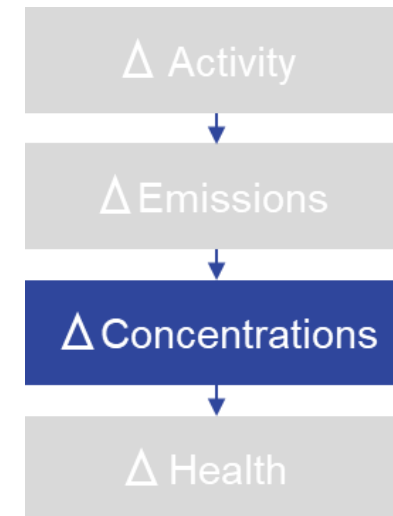 Δ Activity
Δ Emissions
Δ Concentrations
Δ Health